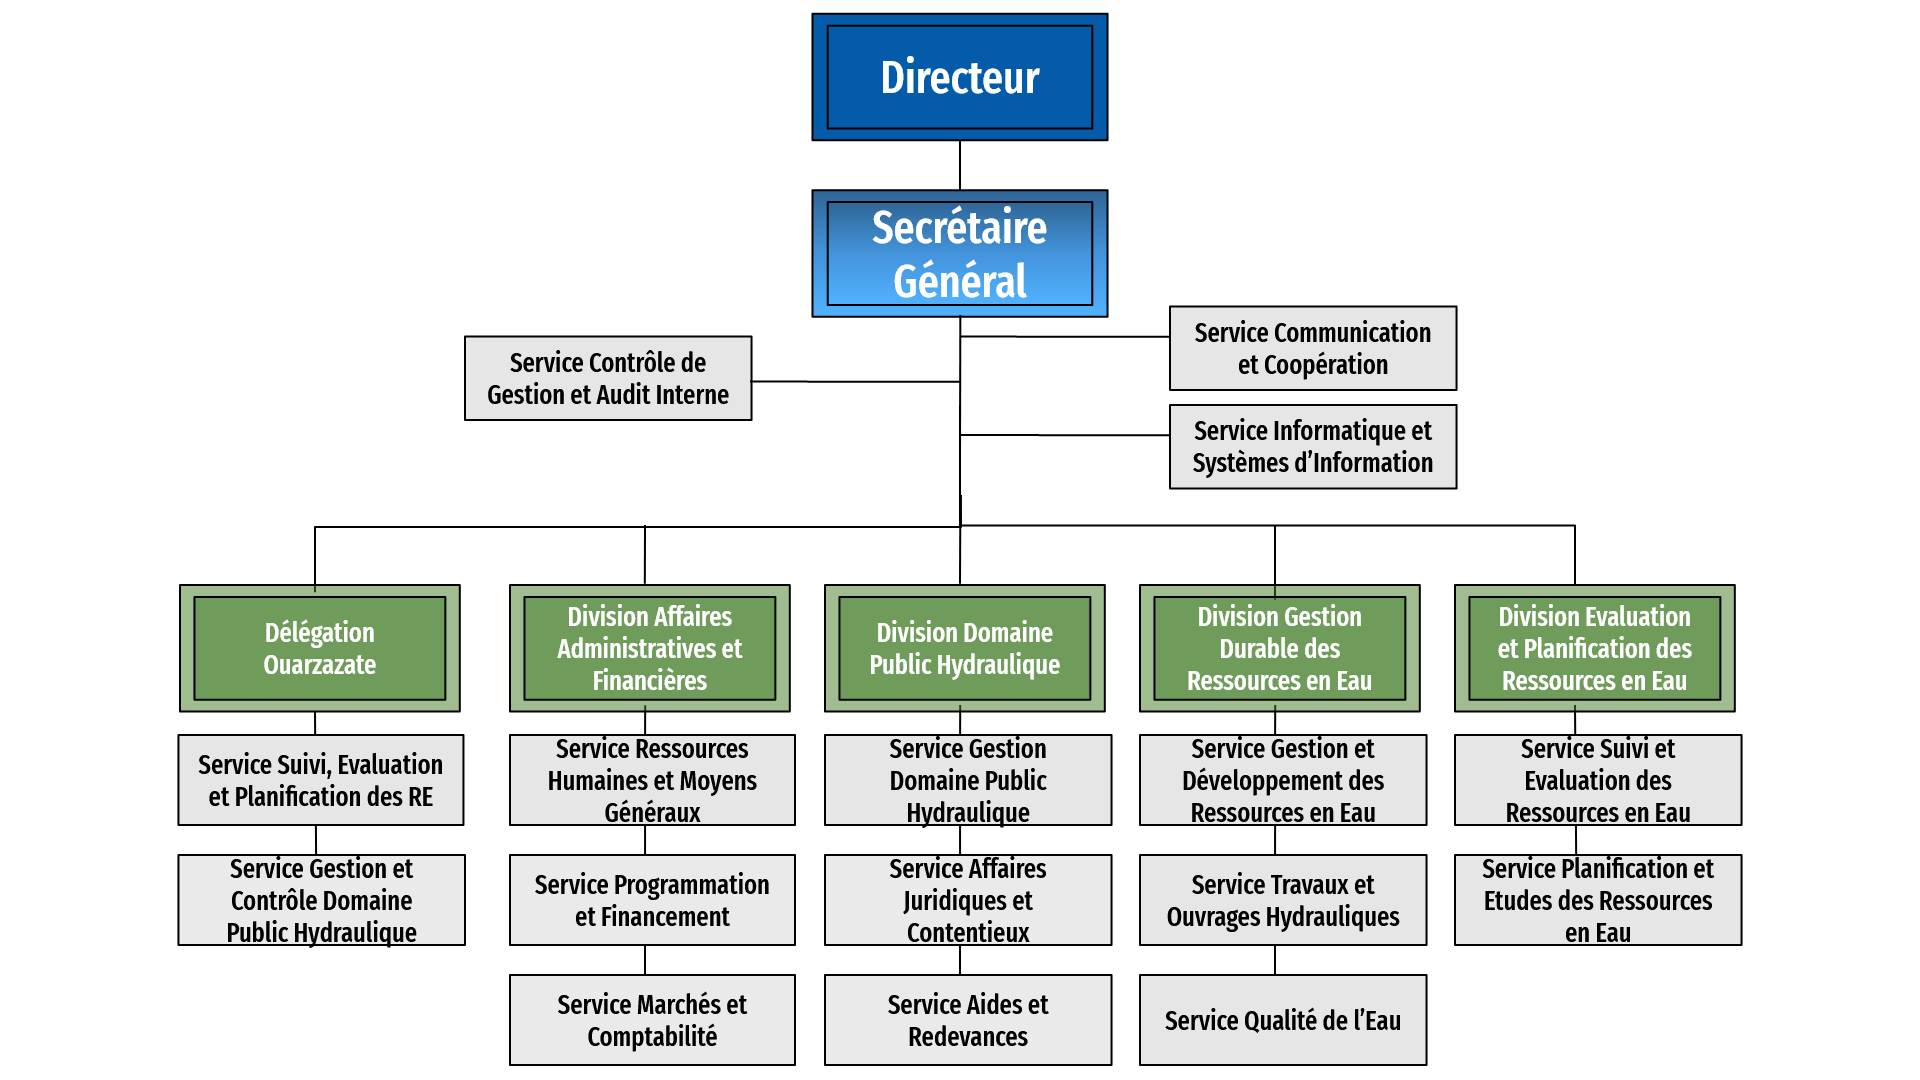 Directeur
Secrétaire
Général
Service Contrôle de
Gestion et Audit Interne
Service Communication
et Coopération
Service Informatique et
Systèmes d’Information
Délégation
Ouarzazate
Division Affaires
Administratives et
Financières
Division Domaine
Public Hydraulique
Division Gestion
Durable des
Ressources en Eau
Division Evaluation
et Planification des
Ressources en Eau
Service Suivi, Evaluation
et Planification des RE
Service Ressources
Humaines et Moyens
Généraux
Service Gestion
Domaine Public
Hydraulique
Service Gestion et
Développement des
Ressources en Eau
Service Suivi et
Evaluation des
Ressources en Eau
Service Gestion et
Contrôle Domaine
Public Hydraulique
Service Programmation
et Financement
Service Affaires
Juridiques et
Contentieux
Service Travaux et
Ouvrages Hydrauliques
Service Planification et
Etudes des Ressources
en Eau
Service Marchés et
Comptabilité
Service Aides et
Redevances
Service Qualité de l’Eau